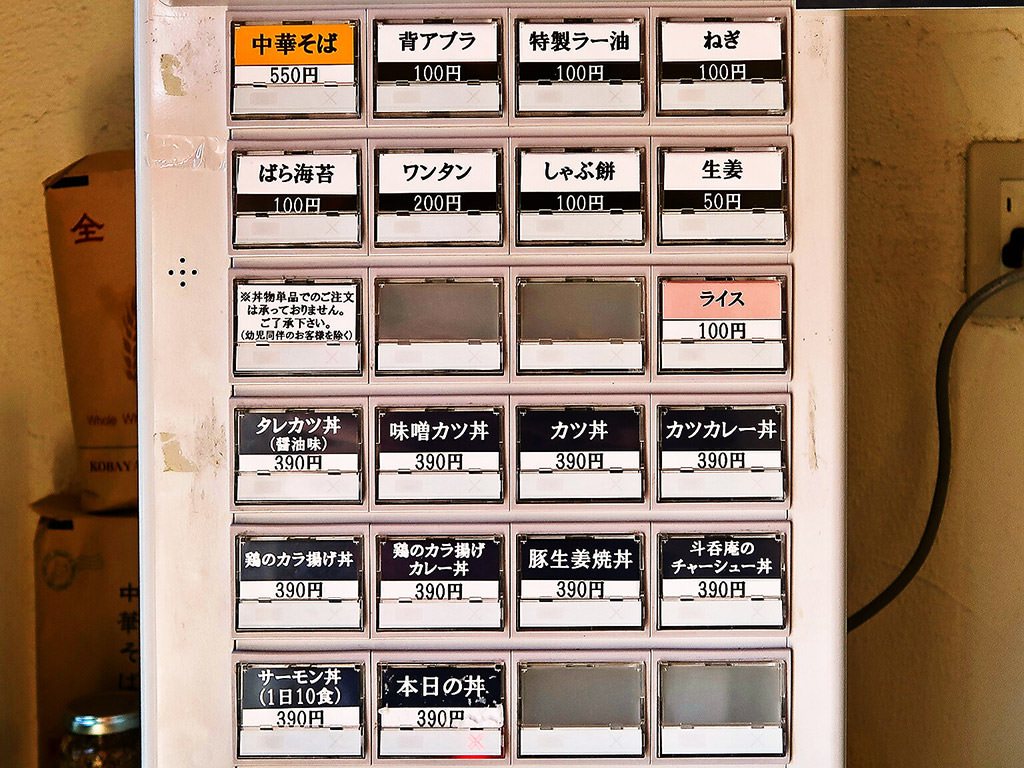 中華そば
550円
背アブラ
100円
特製ラー油
100円
ねぎ
100円
ばら海苔
100円
ワンタン
200円
しゃぶ餅
100円
生姜
50円
※丼物単品でのご注文
は承っておりません。
ご了承下さい。
(幼児同伴のお客様を除く)
ライス
100円
タレカツ丼
(醤油味)
390円
味噌カツ丼
390円
カツ丼
390円
カツカレー丼
390円
鶏のカラ揚げ丼
390円
鶏のカラ揚げ
カレー丼
390円
豚生姜焼丼
390円
斗呑庵の
チャーシュー丼
390円
サーモン丼
(1日10食)
390円
本日の丼
390円
全
Whole
KOBAYA
中華そば